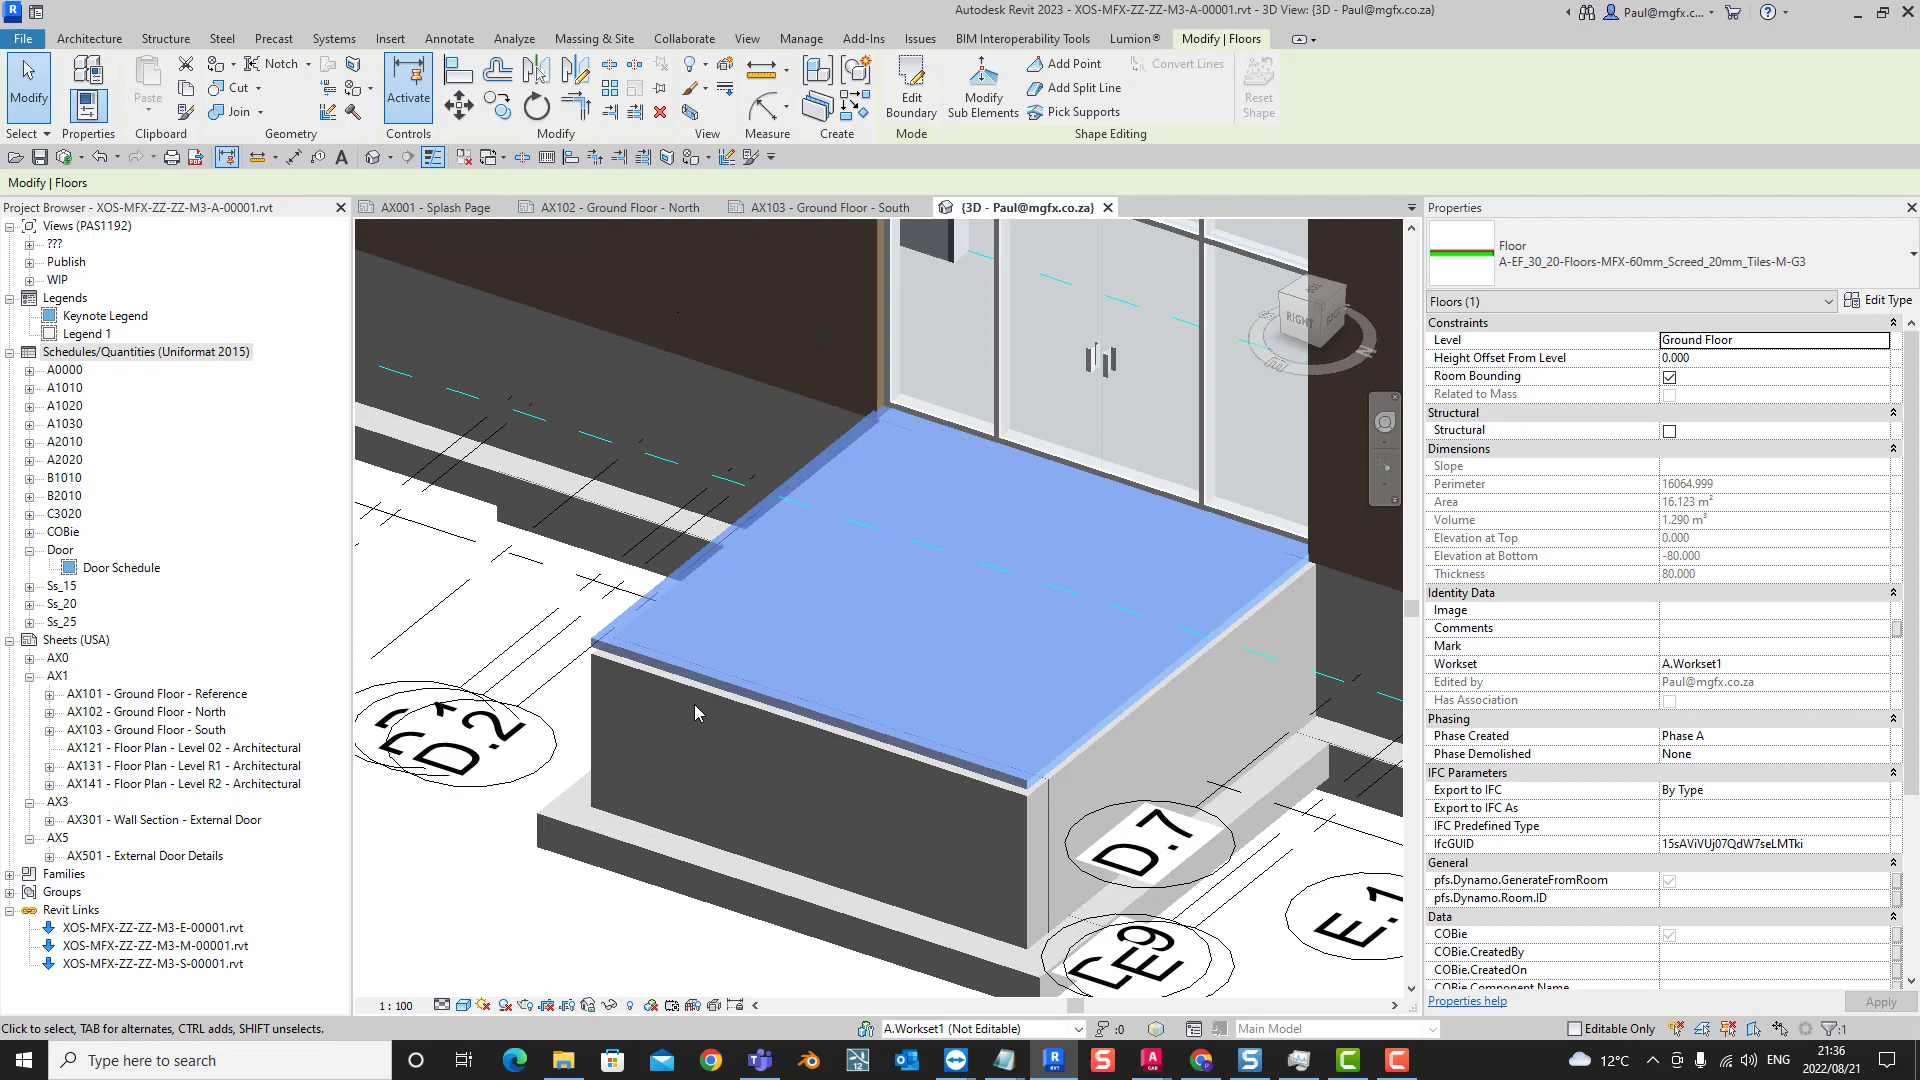 Autodesk Revit 2023 - XOS-MFX-ZZ-ZZ-M3-A-00001.rvt - 3D View: {3D - Paul@mgfx.co.za}
Paul@mgfx.c...
File Architecture Structure Steel Precast Systems Insert Annotate Analyze Massing & Site Collaborate View Manage Add-Ins Issues BIM Interoperability Tools Lumion® Modify | Floors
Modify
Paste
Notch
Cut
Join
Activate
Edit Boundary
Modify Sub Elements
Add Point
Add Split Line
Pick Supports
Convert Lines
Reset Shape
Select Properties Clipboard Geometry Controls Modify View Measure Create Mode Shape Editing
Modify | Floors
Project Browser - XOS-MFX-ZZ-ZZ-M3-A-00001.rvt
Views (PAS1192)
???
Publish
WIP
Legends
Keynote Legend
Legend 1
Schedules/Quantities (Uniformat 2015)
A0000
A1010
A1020
A1030
A2010
A2020
B1010
B2010
C3020
COBie
Door
Door Schedule
Ss_15
Ss_20
Ss_25
Sheets (USA)
AX0
AX1
AX101 - Ground Floor - Reference
AX102 - Ground Floor - North
AX103 - Ground Floor - South
AX121 - Floor Plan - Level 02 - Architectural
AX131 - Floor Plan - Level R1 - Architectural
AX141 - Floor Plan - Level R2 - Architectural
AX3
AX301 - Wall Section - External Door
AX5
AX501 - External Door Details
Families
Groups
Revit Links
XOS-MFX-ZZ-ZZ-M3-E-00001.rvt
XOS-MFX-ZZ-ZZ-M3-M-00001.rvt
XOS-MFX-ZZ-ZZ-M3-S-00001.rvt
AX001 - Splash Page
AX102 - Ground Floor - North
AX103 - Ground Floor - South
{3D - Paul@mgfx.co.za}
RIGHT
BACK
D.2
D.7
E.1
1 : 100
Properties
Floor
A-EF_30_20-Floors-MFX-60mm_Screed_20mm_Tiles-M-G3
Floors (1)
Edit Type
Constraints
Level Ground Floor
Height Offset From Level 0.000
Room Bounding
Related to Mass
Structural
Structural
Dimensions
Slope
Perimeter 16064.999
Area 16.123 m²
Volume 1.290 m³
Elevation at Top 0.000
Elevation at Bottom -80.000
Thickness 80.000
Identity Data
Image
Comments
Mark
Workset A.Workset1
Edited by Paul@mgfx.co.za
Has Association
Phasing
Phase Created Phase A
Phase Demolished None
IFC Parameters
Export to IFC By Type
Export to IFC As
IFC Predefined Type
IfcGUID 15sAViVUj07QdW7seLMTki
General
pfs.Dynamo.GenerateFromRoom
pfs.Dynamo.Room.ID
Data
COBie
COBie.CreatedBy
COBie.CreatedOn
COBie.Component.Name
Properties help
Apply
Click to select, TAB for alternates, CTRL adds, SHIFT unselects.
A.Workset1 (Not Editable)
:0
Main Model
Editable Only
:1
Type here to search
12°C
ENG
21:36
2022/08/21